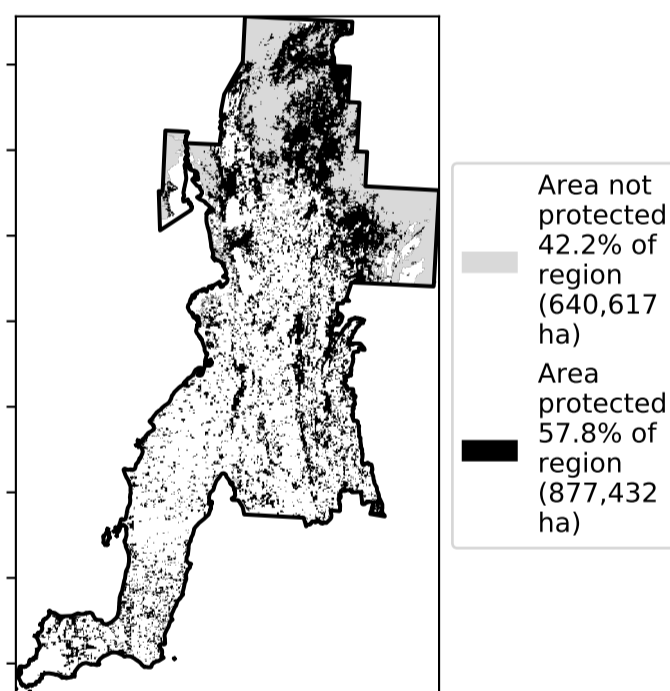 Area not
protected
42.2% of
region
(640,617
ha)
Area
protected
57.8% of
region
(877,432
ha)